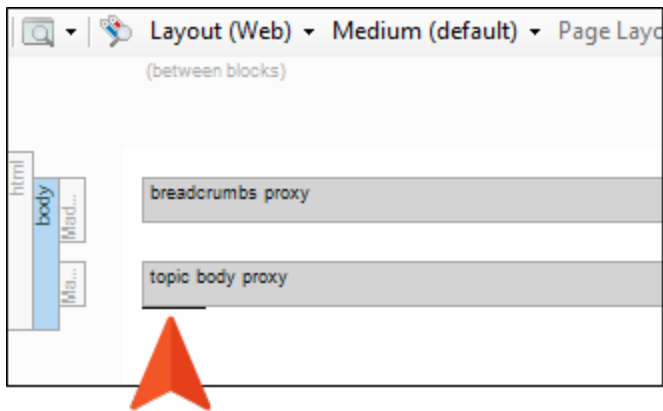 Layout (Web) Medium (default) Page Layo
(between blocks)
html
body
Mad...
Ma...
breadcrumbs proxy
topic body proxy